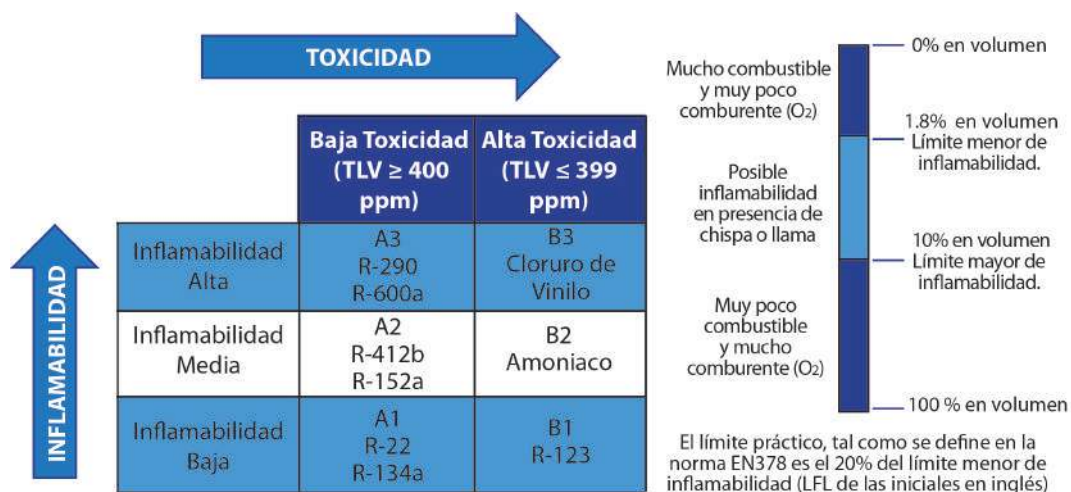 TOXICIDAD
Baja Toxicidad
(TLV ≥ 400
ppm)
Alta Toxicidad
(TLV ≤ 399
ppm)
INFLAMABILIDAD
Inflamabilidad
Alta
A3
R-290
R-600a
B3
Cloruro de
Vinilo
Inflamabilidad
Media
A2
R-412b
R-152a
B2
Amoniaco
Inflamabilidad
Baja
A1
R-22
R-134a
B1
R-123
0% en volumen
Mucho combustible
y muy poco
comburente (O₂)
1.8% en volumen
Límite menor de
inflamabilidad.
Posible
inflamabilidad
en presencia de
chispa o llama
10% en volumen
Límite mayor de
inflamabilidad.
Muy poco
combustible
y mucho
comburente (O₂)
100 % en volumen
El límite práctico, tal como se define en la
norma EN378 es el 20% del límite menor de
inflamabilidad (LFL de las iniciales en inglés)